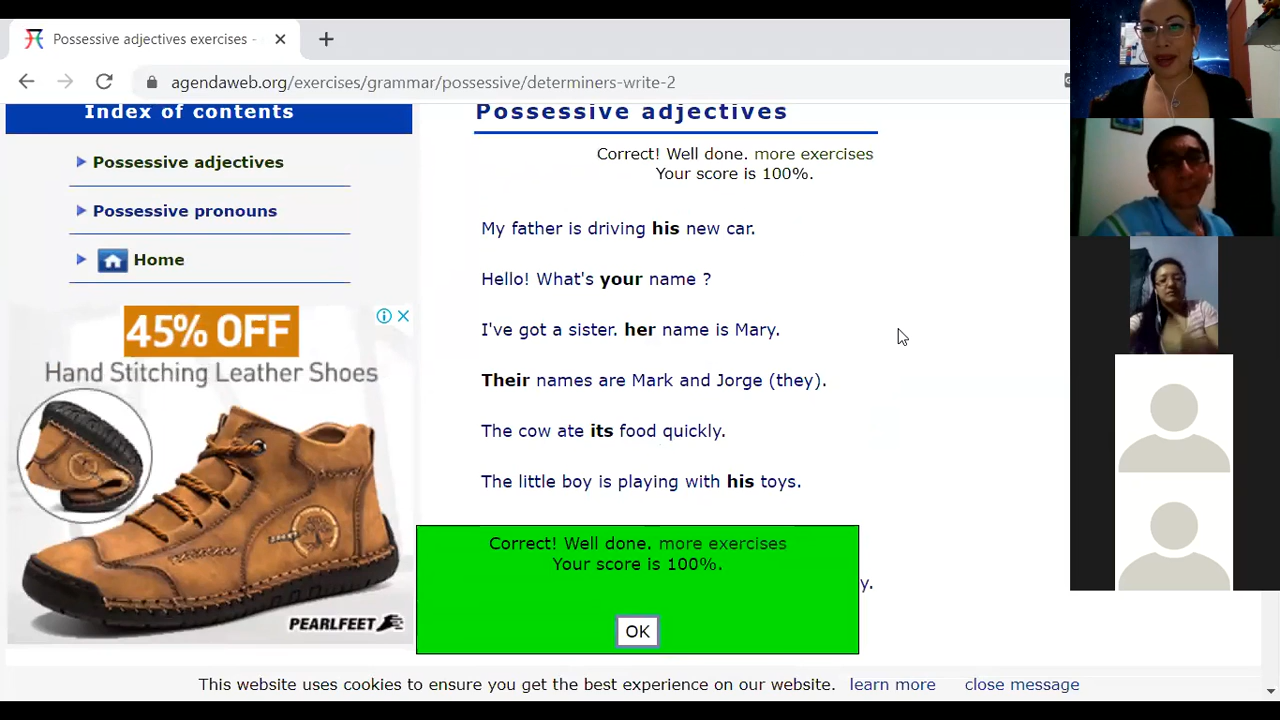 Possessive adjectives exercises -
agendaweb.org/exercises/grammar/possessive/determiners-write-2
Index of contents
Possessive adjectives
Possessive pronouns
Home
45% OFF
Hand Stitching Leather Shoes
PEARLFEET
Possessive adjectives
Correct! Well done. more exercises
Your score is 100%.
My father is driving his new car.
Hello! What's your name ?
I've got a sister. her name is Mary.
Their names are Mark and Jorge (they).
The cow ate its food quickly.
The little boy is playing with his toys.
Correct! Well done. more exercises
Your score is 100%.
y.
OK
This website uses cookies to ensure you get the best experience on our website. learn more close message